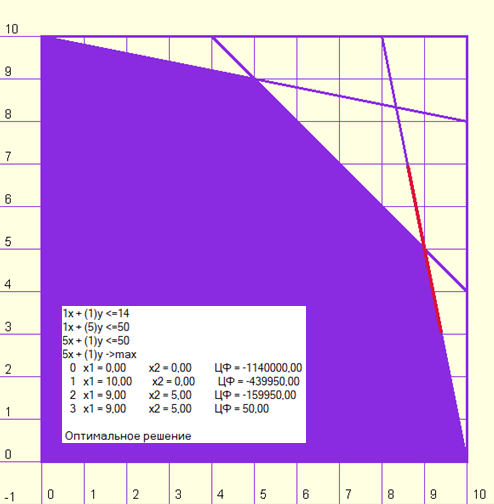 10
9
8
7
6
5
4
3
2
1
0
-1
1x + (1)y <=14
1x + (5)y <=50
5x + (1)y <=50
5x + (1)y ->max
0 x1 = 0,00 x2 = 0,00 ЦФ = -1140000,00
1 x1 = 10,00 x2 = 0,00 ЦФ = -439950,00
2 x1 = 9,00 x2 = 5,00 ЦФ = -159950,00
3 x1 = 9,00 x2 = 5,00 ЦФ = 50,00
Оптимальное решение
0 1 2 3 4 5 6 7 8 9 10